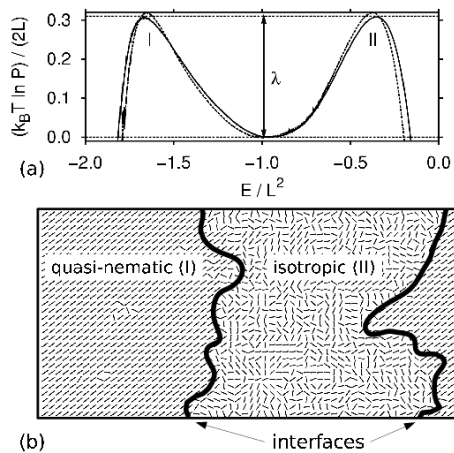 (k_BT ln P) / (2L)
0.3
0.2
0.1
0.0
I
II
λ
−2.0 −1.5 −1.0 −0.5 0.0
(a)
E / L²
quasi-nematic (I) isotropic (II)
(b)
interfaces